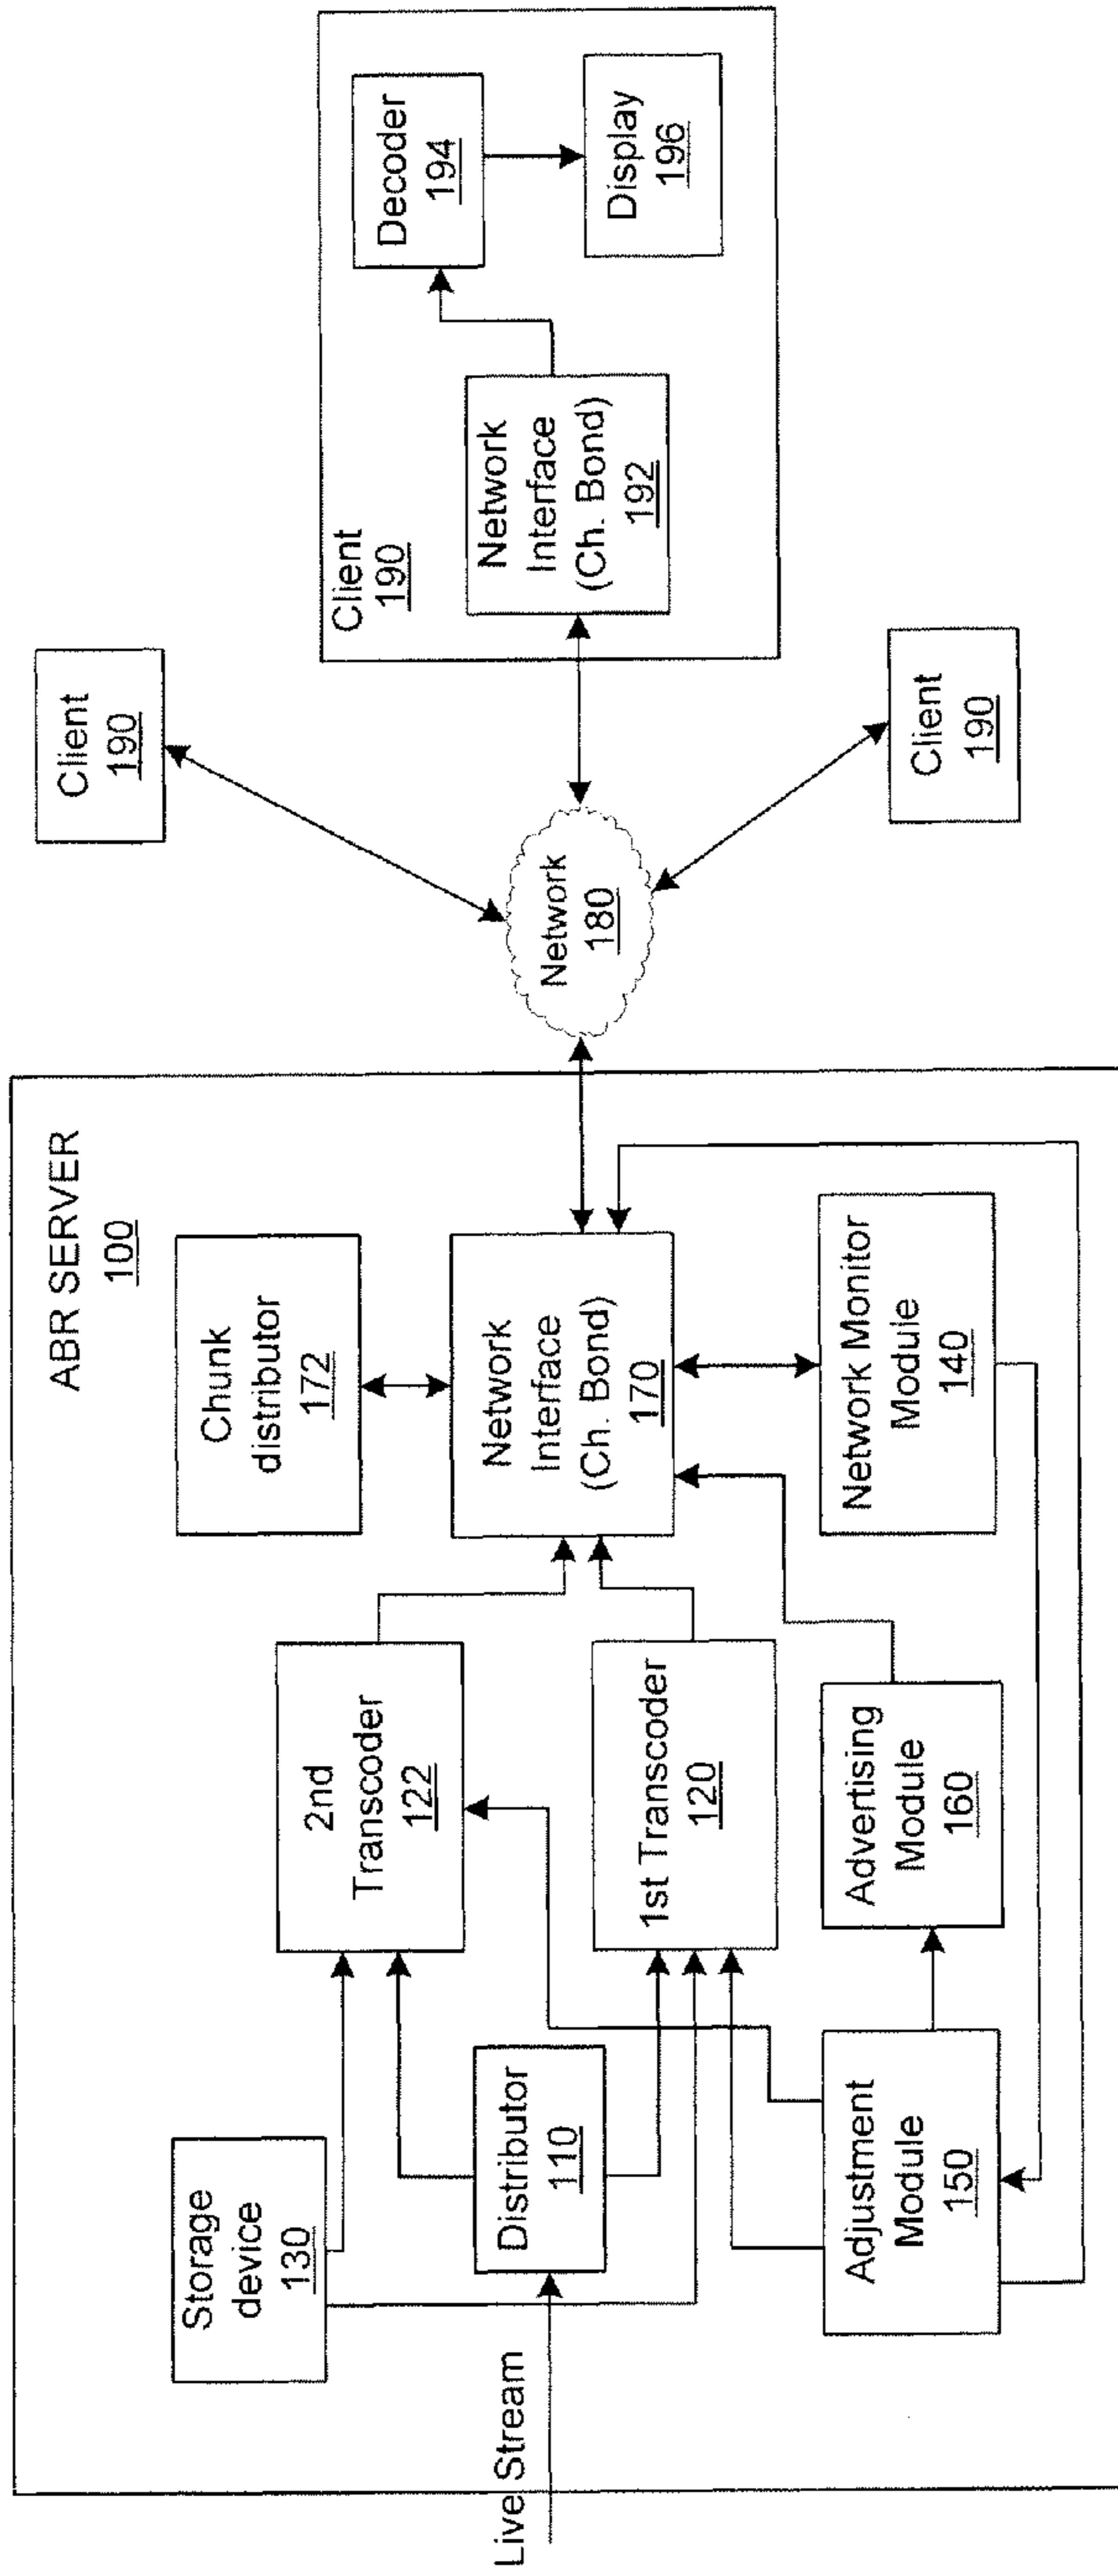 ABR SERVER
100
Storage
device
130
Live Stream
Distributor
110
2nd
Transcoder
122
1st Transcoder
120
Adjustment
Module
150
Advertising
Module
160
Chunk
distributor
172
Network
Interface
(Ch. Bond)
170
Network Monitor
Module
140
Network
180
Client
190
Client
190
Client
190
Network
Interface
(Ch. Bond)
192
Decoder
194
Display
196